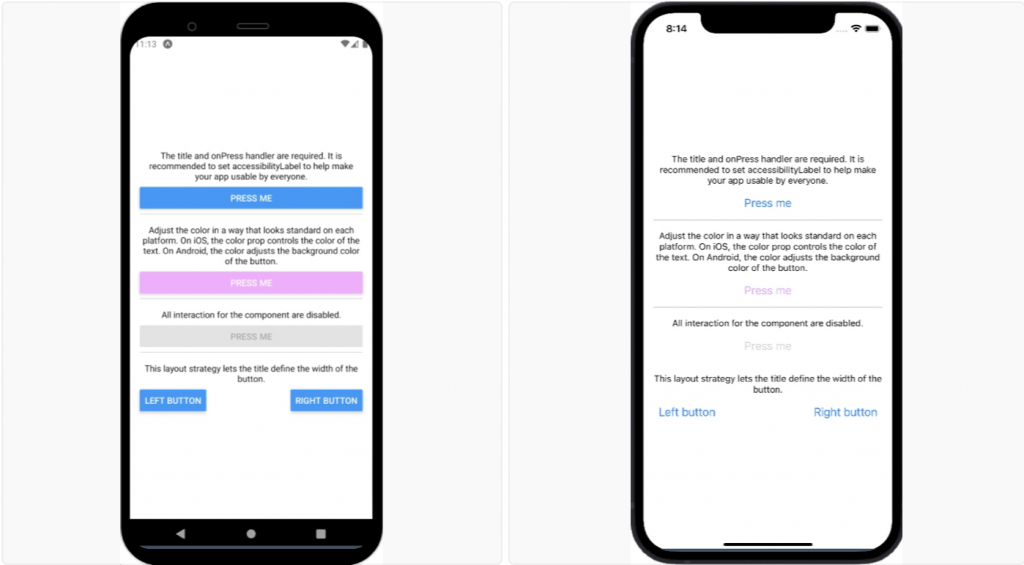 11:13
The title and onPress handler are required. It is
recommended to set accessibilityLabel to help make
your app usable by everyone.
PRESS ME
Adjust the color in a way that looks standard on each
platform. On iOS, the color prop controls the color of the
text. On Android, the color adjusts the background color
of the button.
PRESS ME
All interaction for the component are disabled.
PRESS ME
This layout strategy lets the title define the width of the
button.
LEFT BUTTON
RIGHT BUTTON
8:14
The title and onPress handler are required. It is
recommended to set accessibilityLabel to help make
your app usable by everyone.
Press me
Adjust the color in a way that looks standard on each
platform. On iOS, the color prop controls the color of the
text. On Android, the color adjusts the background
color of the button.
Press me
All interaction for the component are disabled.
Press me
This layout strategy lets the title define the width of the
button.
Left button
Right button